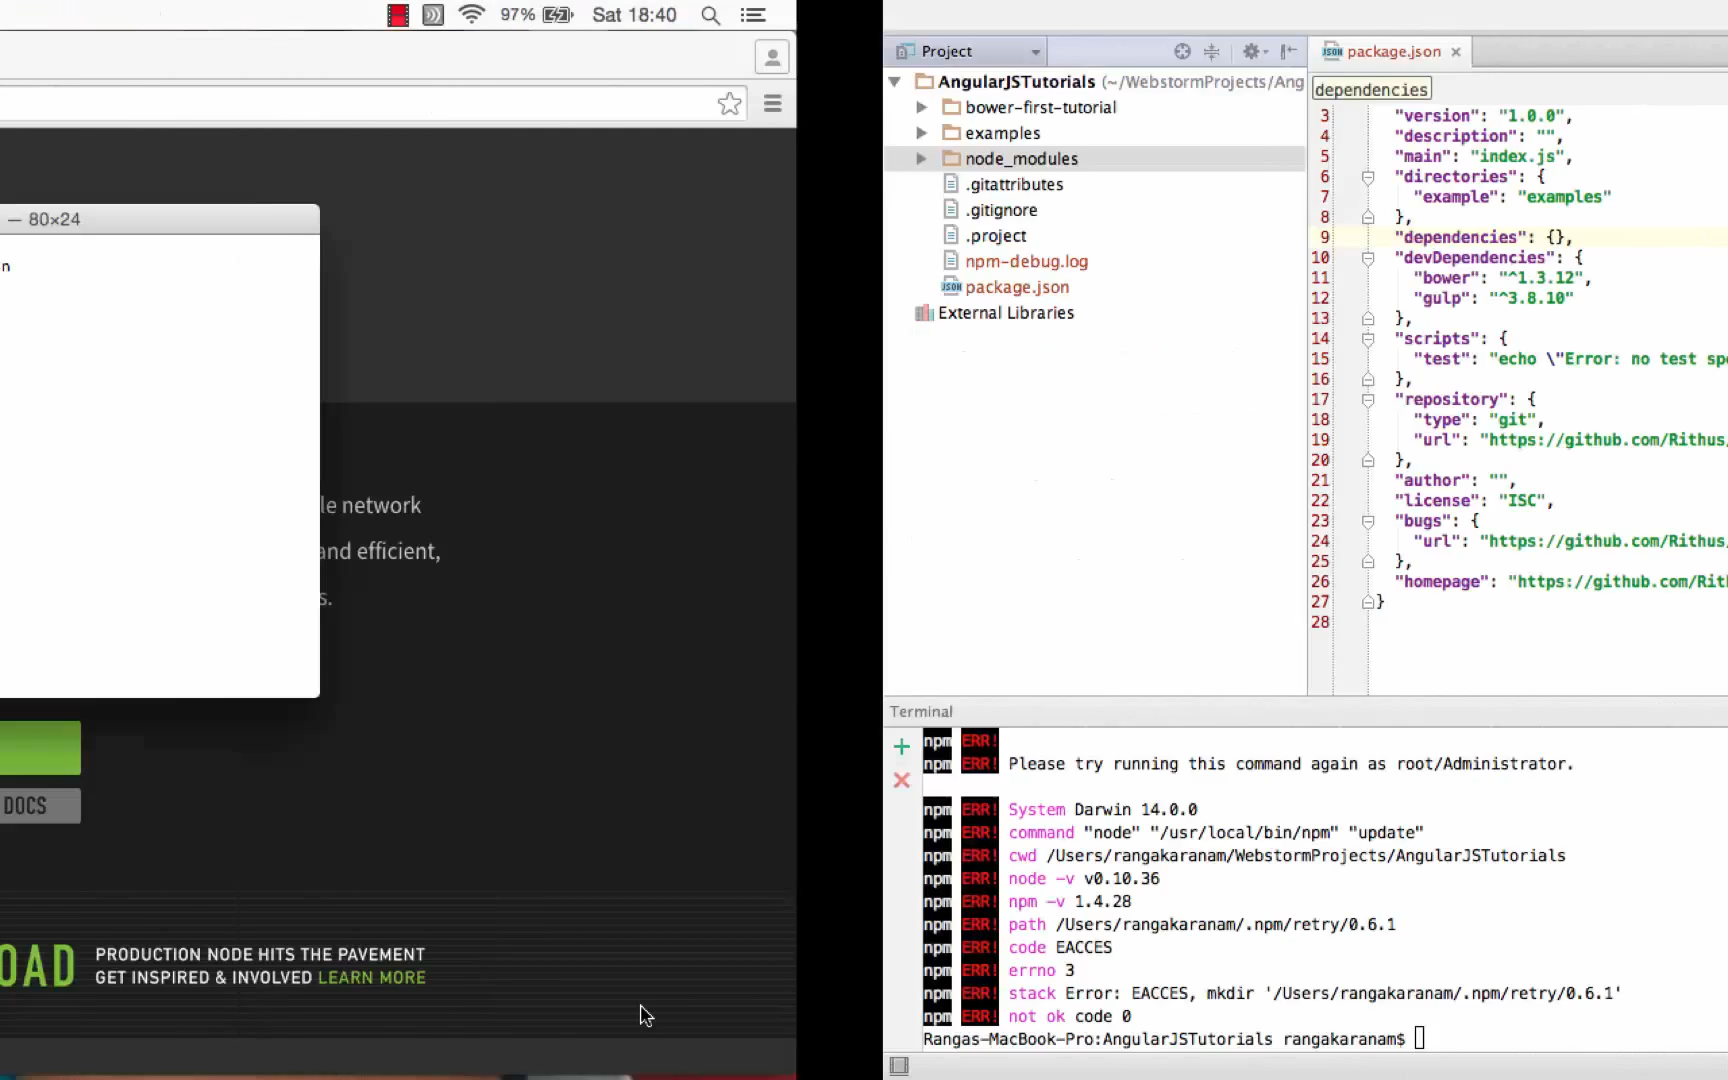 97% Sat 18:40
— 80×24
n
le network
and efficient,
s.
DOCS
OAD
PRODUCTION NODE HITS THE PAVEMENT
GET INSPIRED & INVOLVED LEARN MORE
Project
AngularJSTutorials (~/WebstormProjects/Ang
bower-first-tutorial
examples
node_modules
.gitattributes
.gitignore
.project
npm-debug.log
JSON package.json
External Libraries
JSON package.json
dependencies
3 "version": "1.0.0",
4 "description": "",
5 "main": "index.js",
6 "directories": {
7 "example": "examples"
8 },
9 "dependencies": {},
10 "devDependencies": {
11 "bower": "^1.3.12",
12 "gulp": "^3.8.10"
13 },
14 "scripts": {
15 "test": "echo \"Error: no test spe
16 },
17 "repository": {
18 "type": "git",
19 "url": "https://github.com/Rithus/
20 },
21 "author": "",
22 "license": "ISC",
23 "bugs": {
24 "url": "https://github.com/Rithus/
25 },
26 "homepage": "https://github.com/Rit
27 }
28
Terminal
npm ERR!
npm ERR! Please try running this command again as root/Administrator.
npm ERR! System Darwin 14.0.0
npm ERR! command "node" "/usr/local/bin/npm" "update"
npm ERR! cwd /Users/rangakaranam/WebstormProjects/AngularJSTutorials
npm ERR! node -v v0.10.36
npm ERR! npm -v 1.4.28
npm ERR! path /Users/rangakaranam/.npm/retry/0.6.1
npm ERR! code EACCES
npm ERR! errno 3
npm ERR! stack Error: EACCES, mkdir '/Users/rangakaranam/.npm/retry/0.6.1'
npm ERR! not ok code 0
Rangas-MacBook-Pro:AngularJSTutorials rangakaranam$